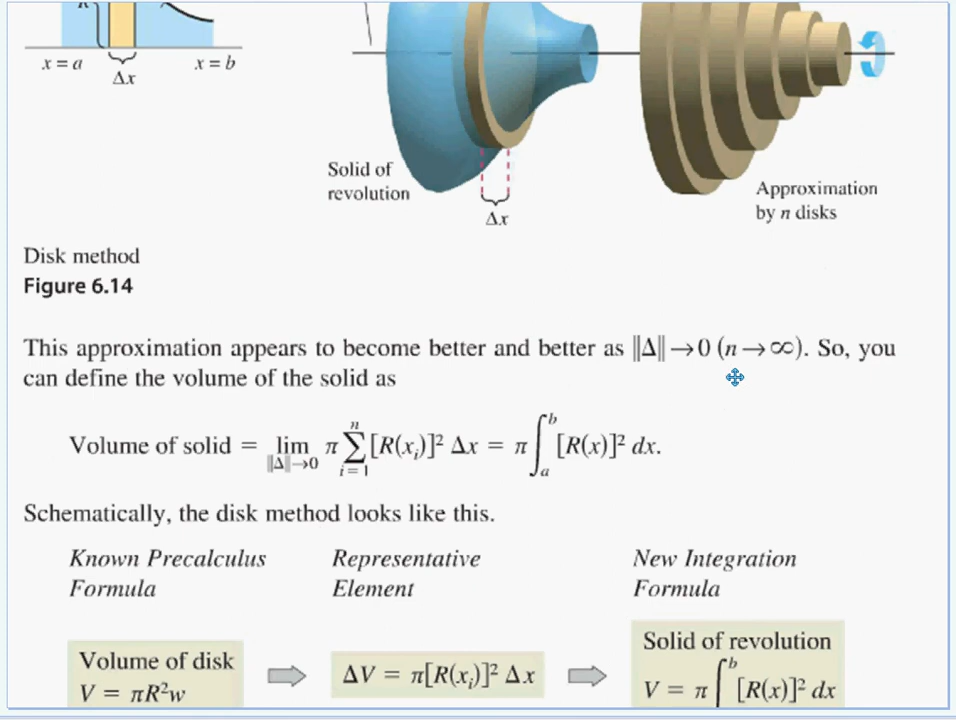 R
x = a
Δx
x = b
Solid of
revolution
Δx
Approximation
by n disks
Disk method
Figure 6.14
This approximation appears to become better and better as ‖Δ‖ → 0 (n → ∞). So, you
can define the volume of the solid as
Volume of solid = lim ‖Δ‖→0 π ∑ i=1 n [R(xᵢ)]² Δx = π ∫ a b [R(x)]² dx.
Schematically, the disk method looks like this.
Known Precalculus
Formula
Representative
Element
New Integration
Formula
Volume of disk
V = πR²w
ΔV = π[R(xᵢ)]² Δx
Solid of revolution
V = π ∫ b [R(x)]² dx